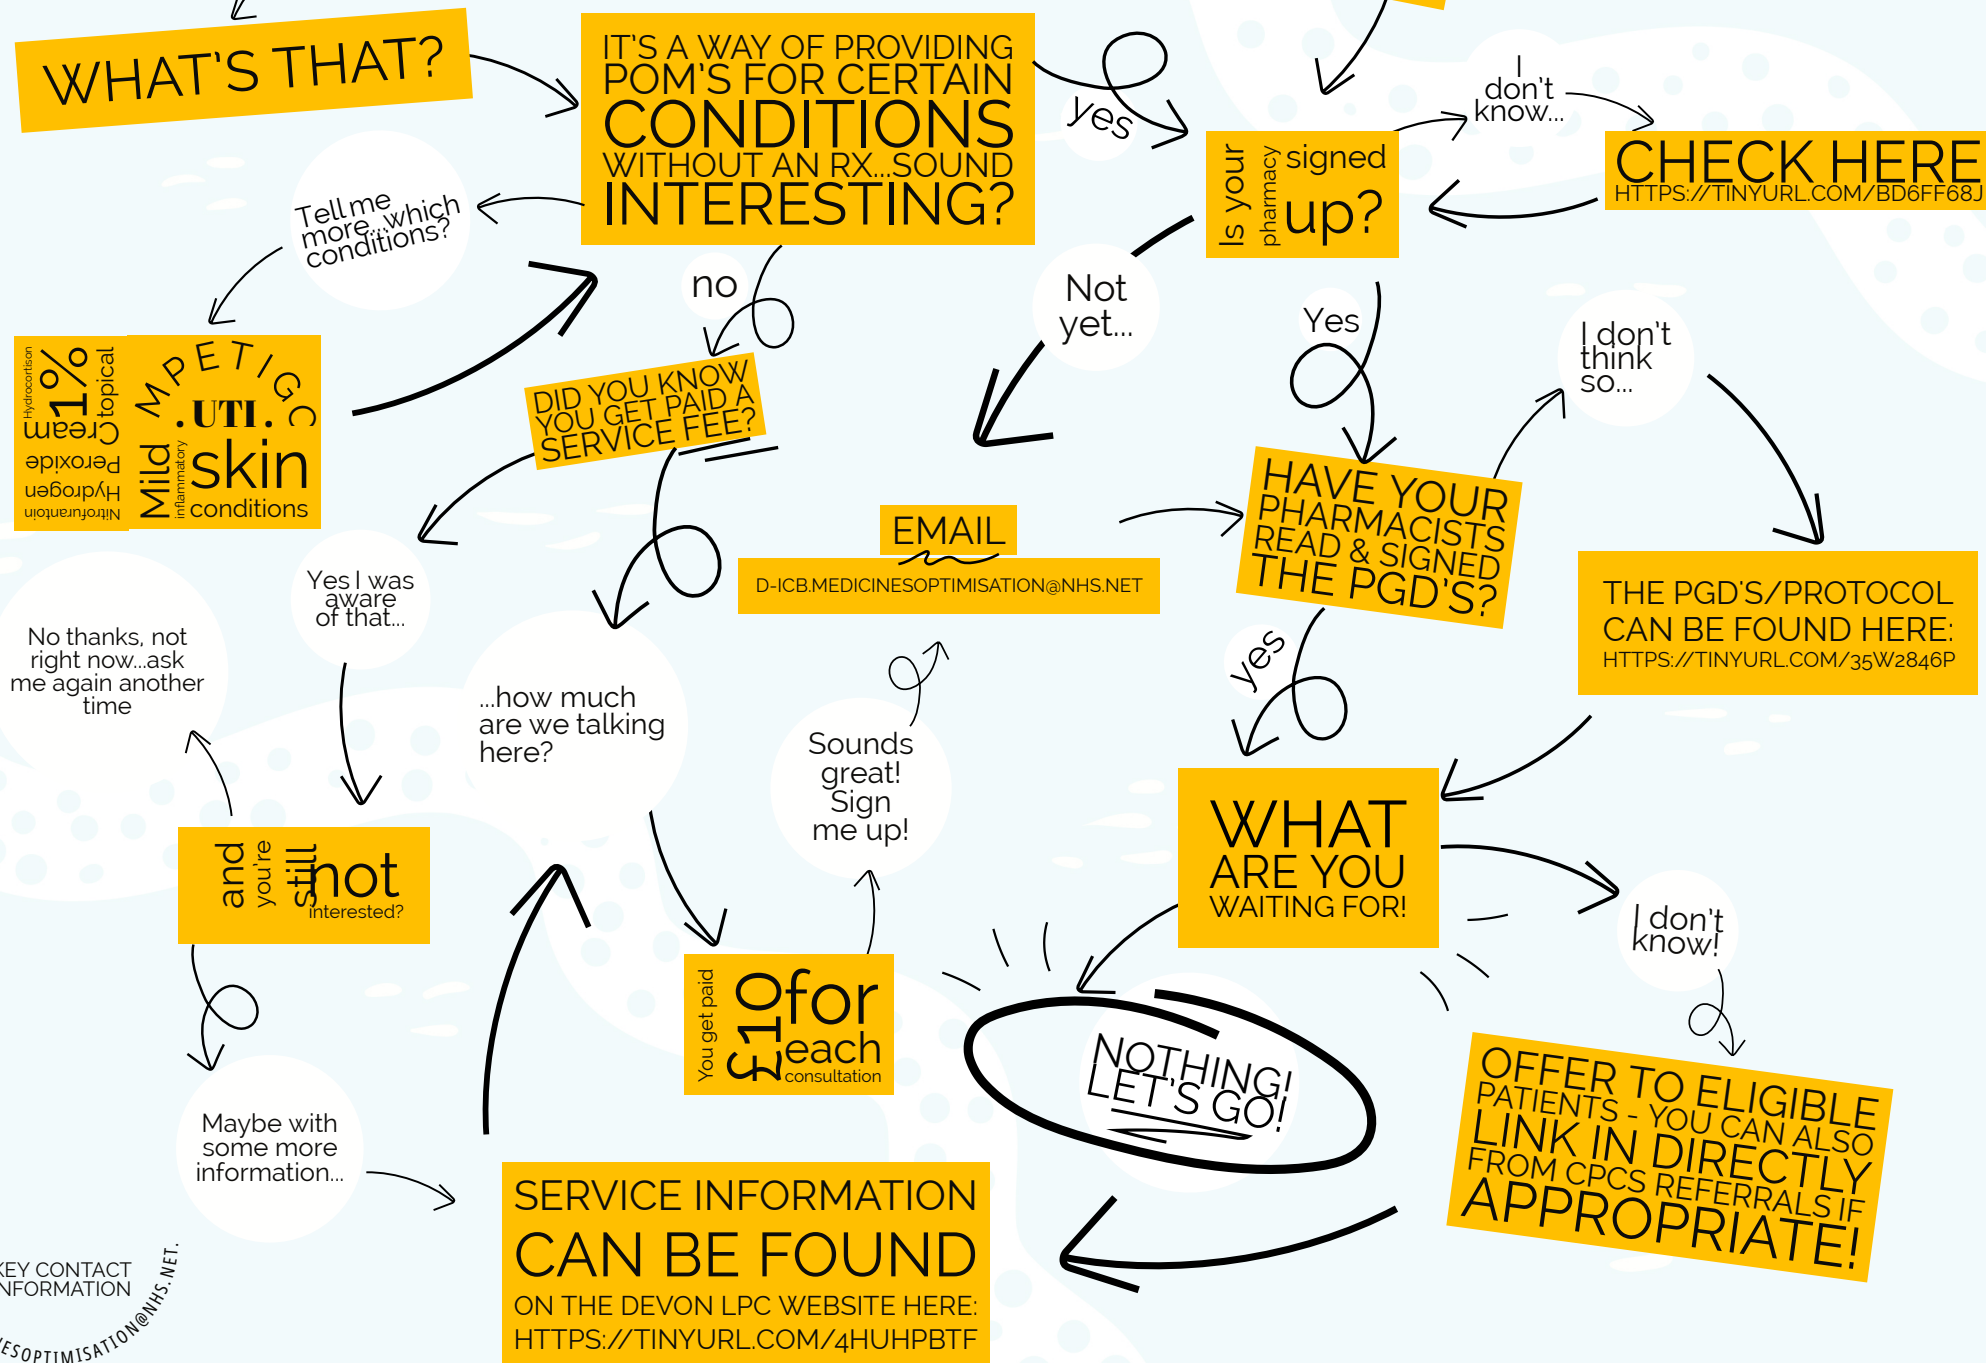 WHAT'S THAT?
IT'S A WAY OF PROVIDING
POM'S FOR CERTAIN
CONDITIONS
WITHOUT AN RX...SOUND
INTERESTING?
yes
I
don't
know...
Is your
pharmacy
signed
up?
CHECK HERE
HTTPS://TINYURL.COM/BD6FF68J
Tell me
more...which
conditions?
no
Not
yet...
Yes
I don't
think
so...
Hydrocortison
1%
topical
Cream
Peroxide
Hydrogen
Nitrofurantoin
MPETIGO
. UTI .
Mild
inflammatory
skin
conditions
DID YOU KNOW
YOU GET PAID A
SERVICE FEE?
EMAIL
D-ICB.MEDICINESOPTIMISATION@NHS.NET
HAVE YOUR
PHARMACISTS
READ & SIGNED
THE PGD'S?
THE PGD'S/PROTOCOL
CAN BE FOUND HERE:
HTTPS://TINYURL.COM/35W2846P
Yes I was
aware
of that...
No thanks, not
right now...ask
me again another
time
...how much
are we talking
here?
yes
Sounds
great!
Sign
me up!
WHAT
ARE YOU
WAITING FOR!
and
you're
still
not
interested?
I don't
know!
You get paid
£10
for
each
consultation
NOTHING!
LET'S GO!
OFFER TO ELIGIBLE
PATIENTS - YOU CAN ALSO
LINK IN DIRECTLY
FROM CPCS REFERRALS IF
APPROPRIATE!
Maybe with
some more
information...
SERVICE INFORMATION
CAN BE FOUND
ON THE DEVON LPC WEBSITE HERE:
HTTPS://TINYURL.COM/4HUHPBTF
KEY CONTACT
INFORMATION
ESOPTIMISATION@NHS.NET.